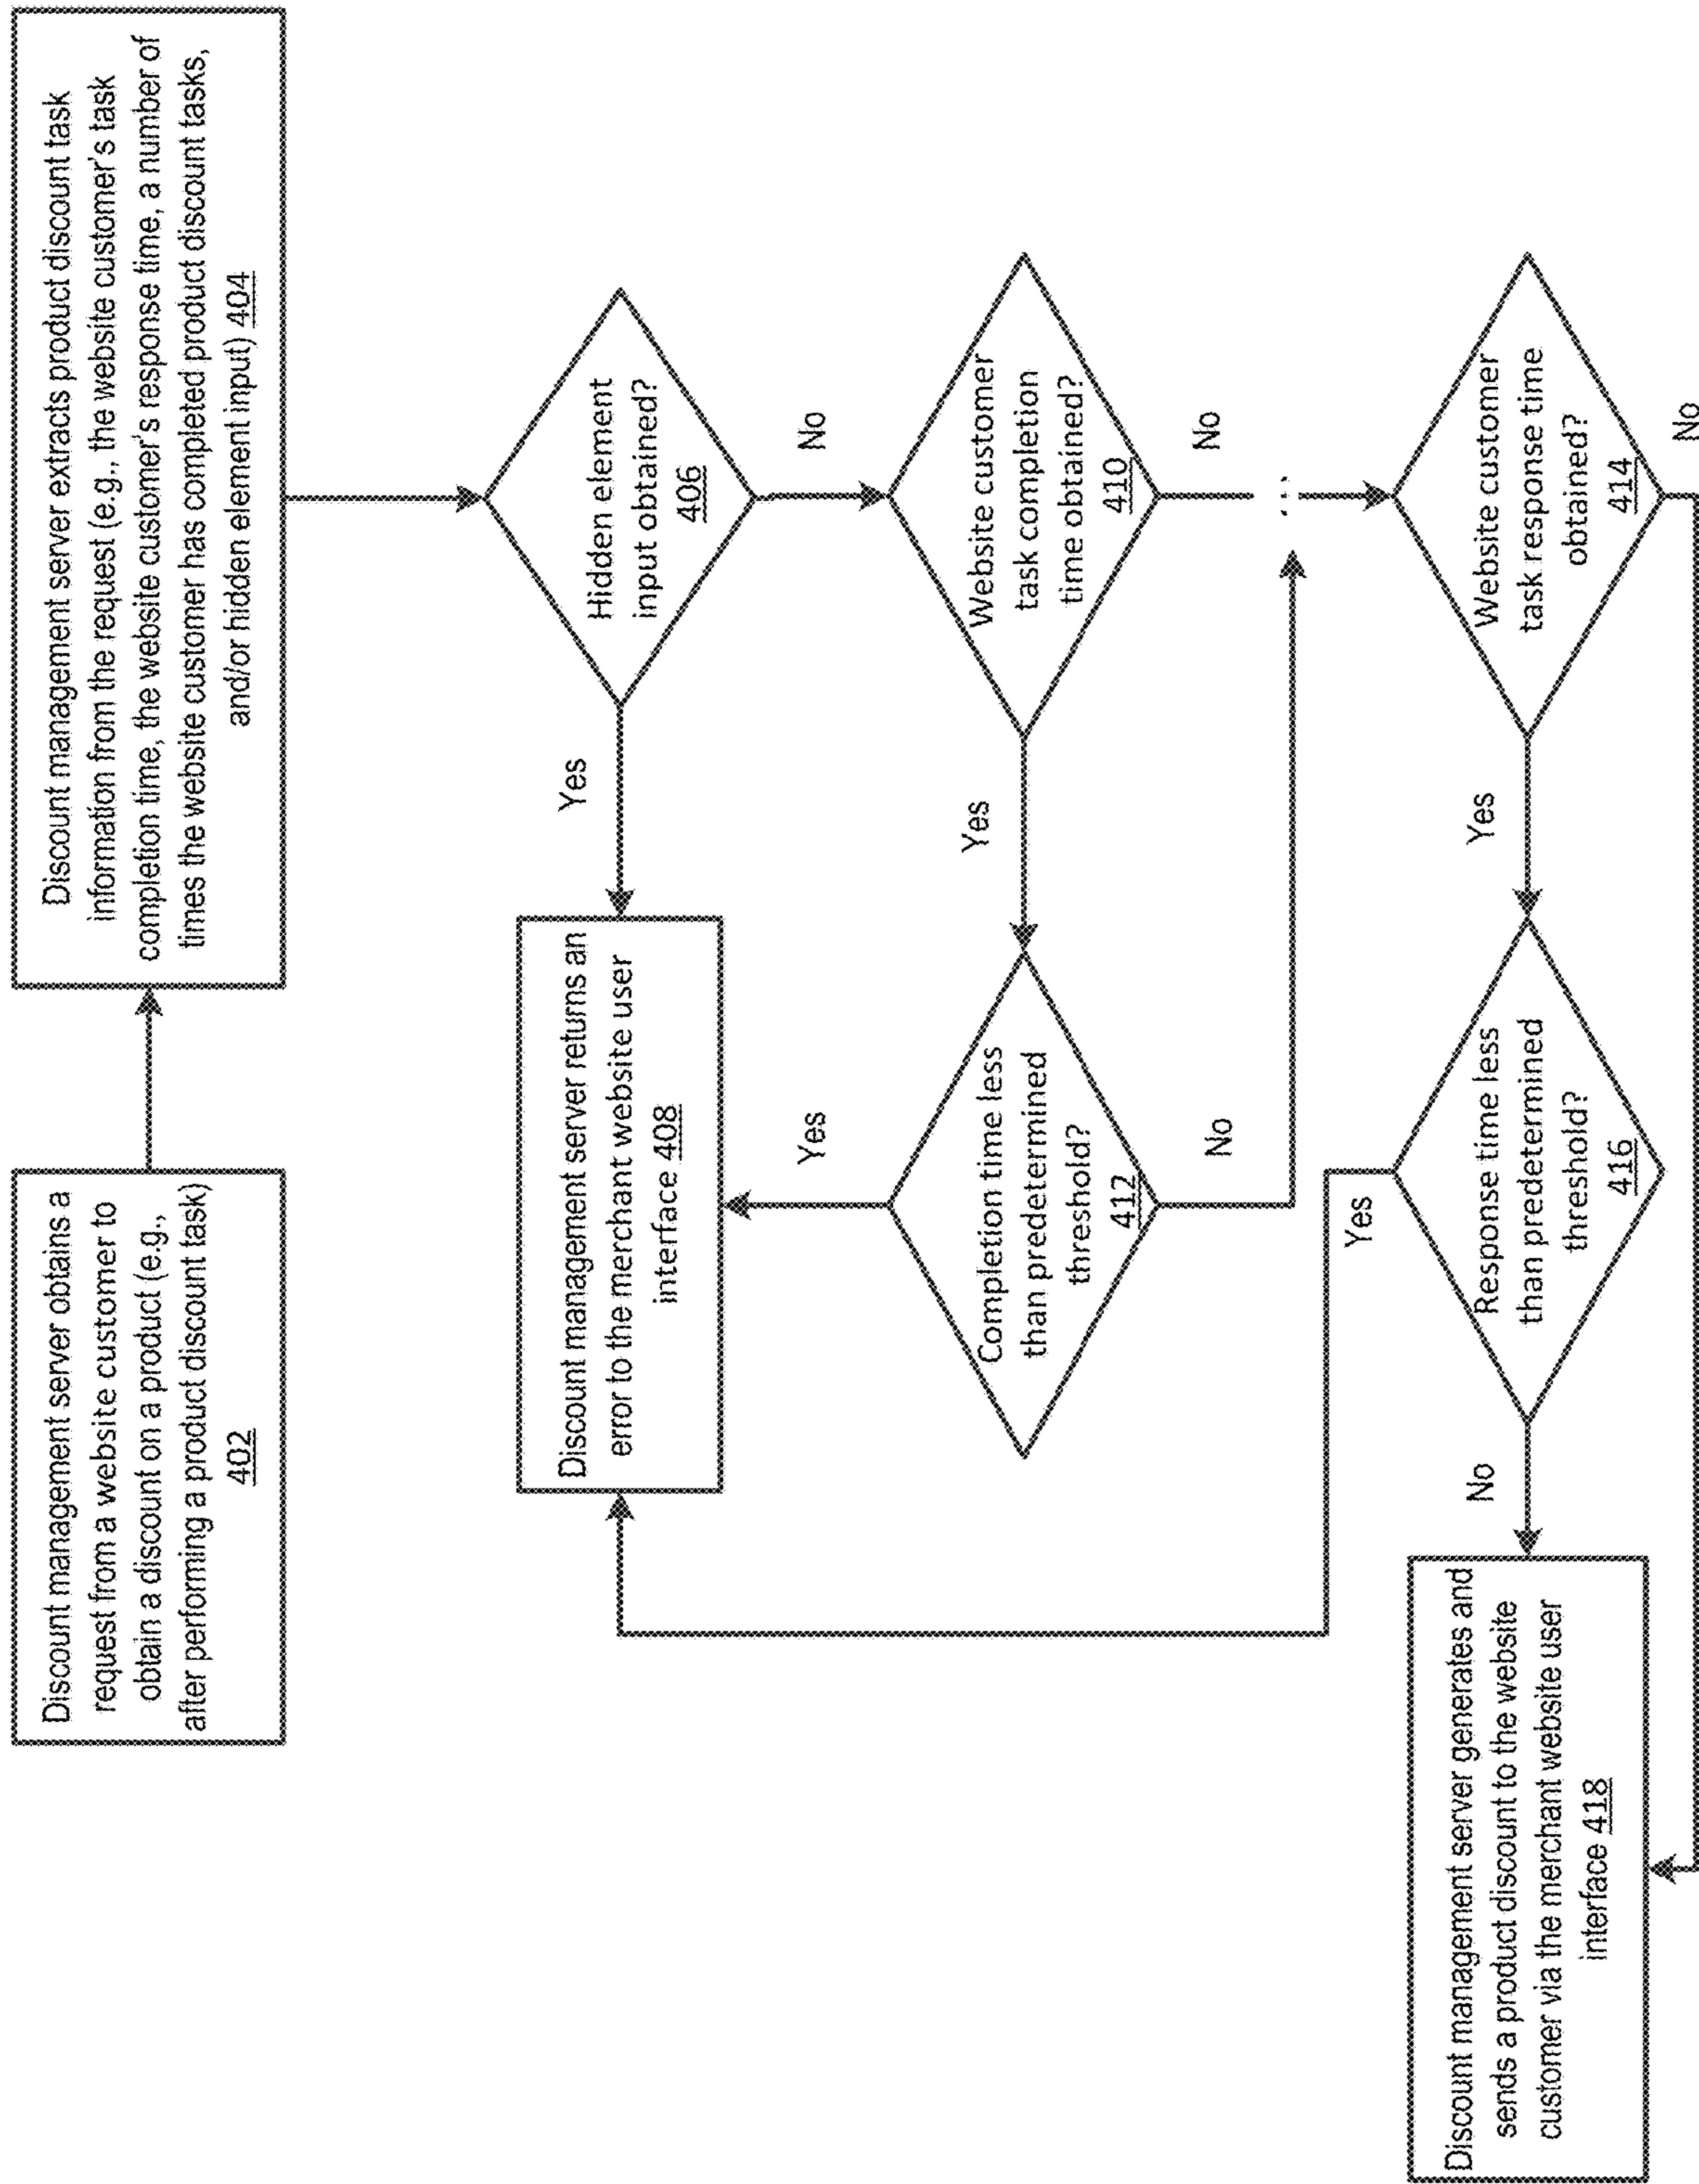 Discount management server obtains a
request from a website customer to
obtain a discount on a product (e.g.,
after performing a product discount task)
402
Discount management server extracts product discount task
information from the request (e.g., the website customer's task
completion time, the website customer's response time, a number of
times the website customer has completed product discount tasks,
and/or hidden element input) 404
Hidden element
input obtained?
406
Yes
No
Discount management server returns an
error to the merchant website user
interface 408
Website customer
task completion
time obtained?
410
Yes
No
Completion time less
than predetermined
threshold?
412
Yes
No
...
Website customer
task response time
obtained?
414
Yes
No
Response time less
than predetermined
threshold?
416
Yes
No
Discount management server generates and
sends a product discount to the website
customer via the merchant website user
interface 418